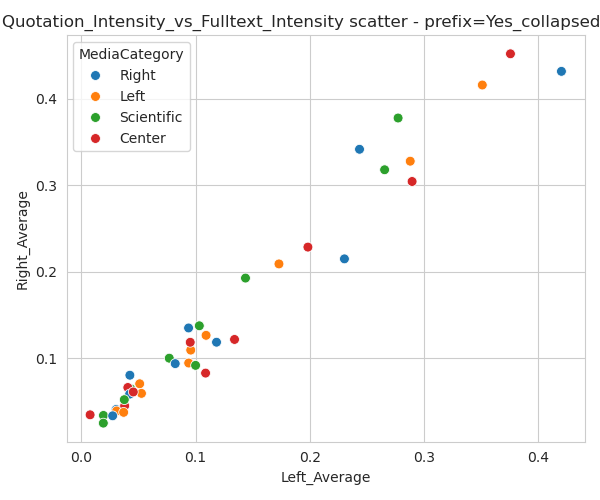 Quotation_Intensity_vs_Fulltext_Intensity scatter - prefix=Yes_collapsed
MediaCategory
Right
Left
Scientific
Center
0.4
0.3
0.2
0.1
Right_Average
0.0 0.1 0.2 0.3 0.4
Left_Average